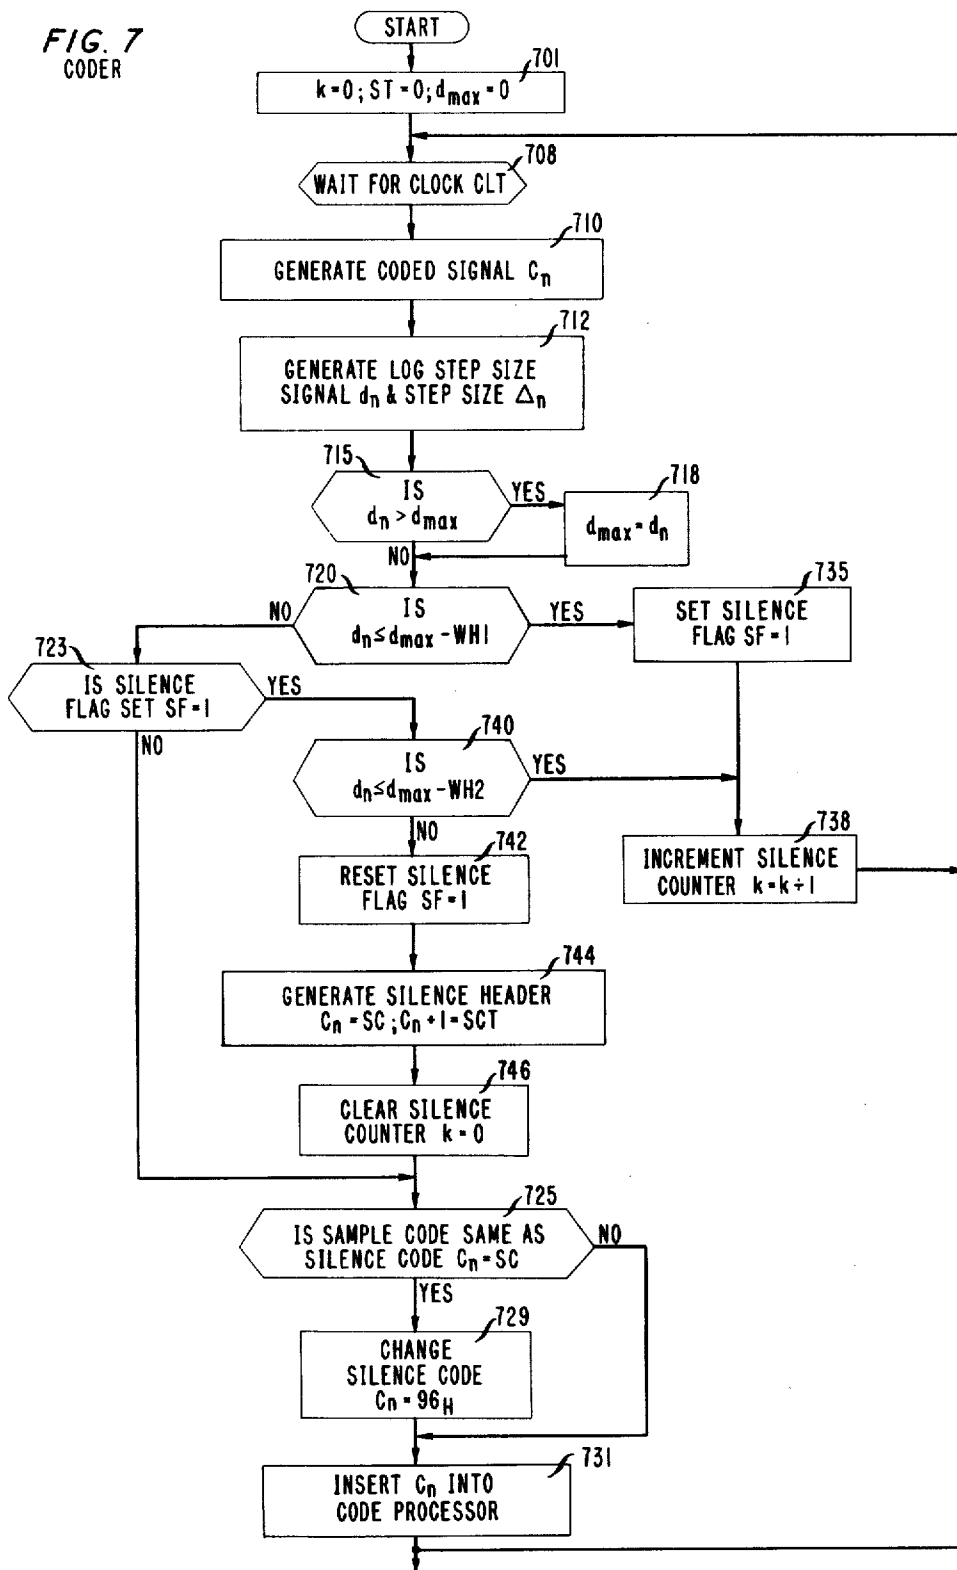 FIG. 7
CODER
START
701
k=0; ST=0; dmax=0
708
WAIT FOR CLOCK CLT
710
GENERATE CODED SIGNAL Cn
712
GENERATE LOG STEP SIZE
SIGNAL dn & STEP SIZE Δn
715
IS
dn > dmax
YES
718
dmax = dn
NO
720
IS
dn ≤ dmax - WH1
NO
YES
735
SET SILENCE
FLAG SF=1
723
IS SILENCE
FLAG SET SF=1
YES
NO
740
IS
dn ≤ dmax - WH2
YES
NO
738
INCREMENT SILENCE
COUNTER k=k+1
742
RESET SILENCE
FLAG SF=1
744
GENERATE SILENCE HEADER
Cn = SC; Cn+1 = SCT
746
CLEAR SILENCE
COUNTER k=0
725
IS SAMPLE CODE SAME AS
SILENCE CODE Cn=SC
NO
YES
729
CHANGE
SILENCE CODE
Cn = 96H
731
INSERT Cn INTO
CODE PROCESSOR